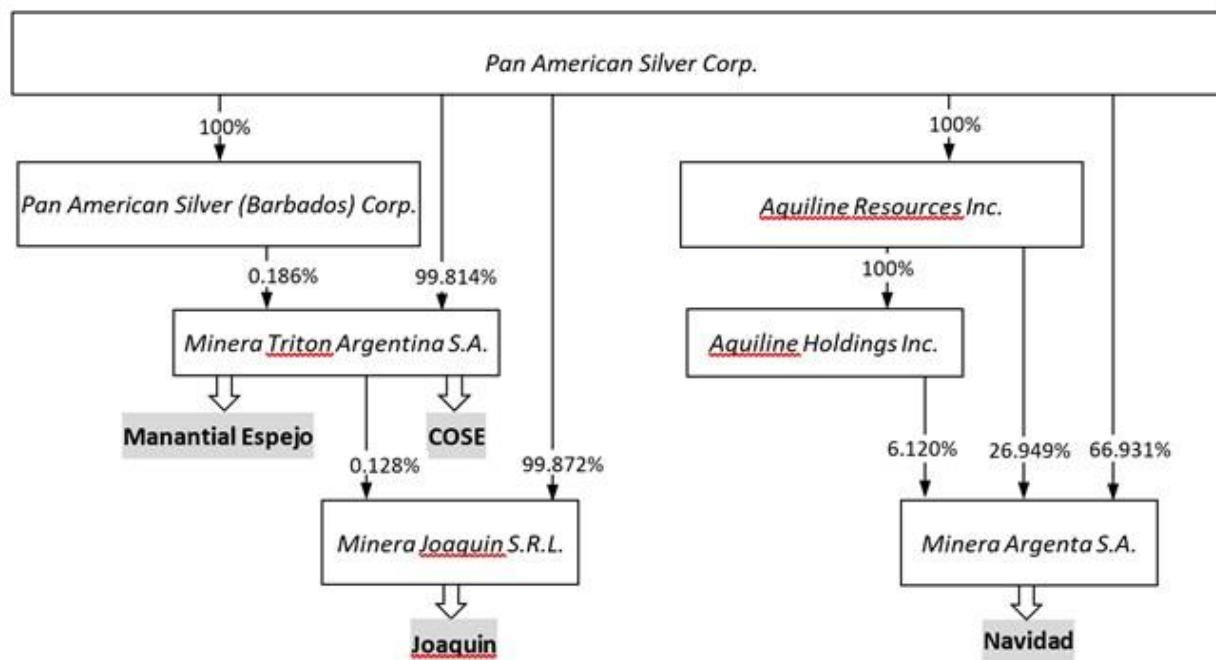 Pan American Silver Corp.
100%
100%
Pan American Silver (Barbados) Corp.
Aquiline Resources Inc.
0.186%
99.814%
100%
Minera Triton Argentina S.A.
Aquiline Holdings Inc.
Manantial Espejo
COSE
0.128%
99.872%
6.120%
26.949%
66.931%
Minera Joaquin S.R.L.
Minera Argenta S.A.
Joaquin
Navidad